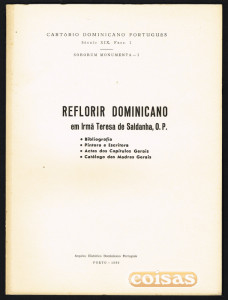 CARTÁRIO DOMINICANO PORTUGUÊS
Século XIX, Fasc. 1
SORORUM MONUMENTA — I
REFLORIR DOMINICANO
em Irmã Teresa de Saldanha, O. P.
• Bibliografia
• Pintora e Escritora
• Actas dos Capítulos Gerais
• Catálogo das Madres Gerais
Arquivo Histórico Dominicano Português
PORTO
coisas